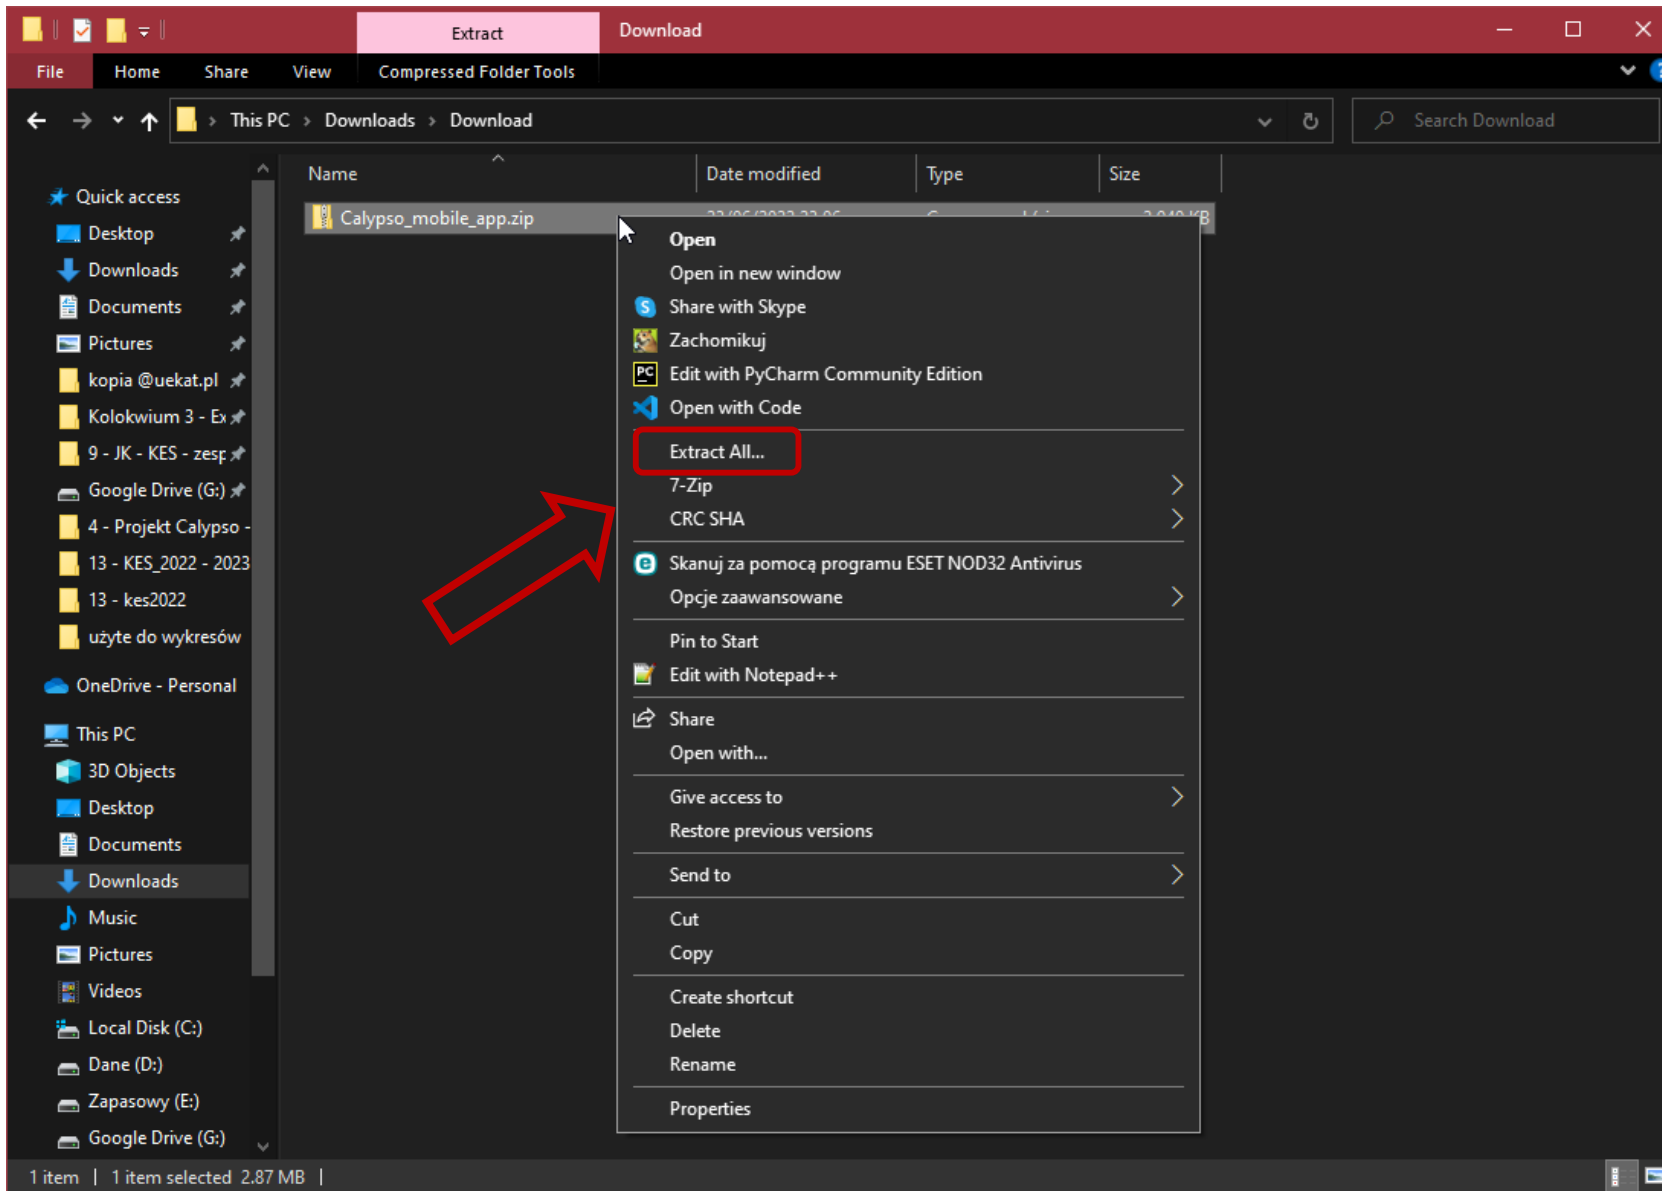 Extract
Download
File
Home
Share
View
Compressed Folder Tools
This PC
Downloads
Download
Search Download
Name
Date modified
Type
Size
Calypso_mobile_app.zip
Quick access
Desktop
Downloads
Documents
Pictures
kopia @uekat.pl
Kolokwium 3 - Ex
9 - JK - KES - zesp
Google Drive (G:)
4 - Projekt Calypso -
13 - KES_2022 - 2023
13 - kes2022
użyte do wykresów
OneDrive - Personal
This PC
3D Objects
Desktop
Documents
Downloads
Music
Pictures
Videos
Local Disk (C:)
Dane (D:)
Zapasowy (E:)
Google Drive (G:)
Open
Open in new window
Share with Skype
Zachomikuj
PC
Edit with PyCharm Community Edition
Open with Code
Extract All...
7-Zip
CRC SHA
Skanuj za pomocą programu ESET NOD32 Antivirus
Opcje zaawansowane
Pin to Start
Edit with Notepad++
Share
Open with...
Give access to
Restore previous versions
Send to
Cut
Copy
Create shortcut
Delete
Rename
Properties
1 item
1 item selected 2.87 MB